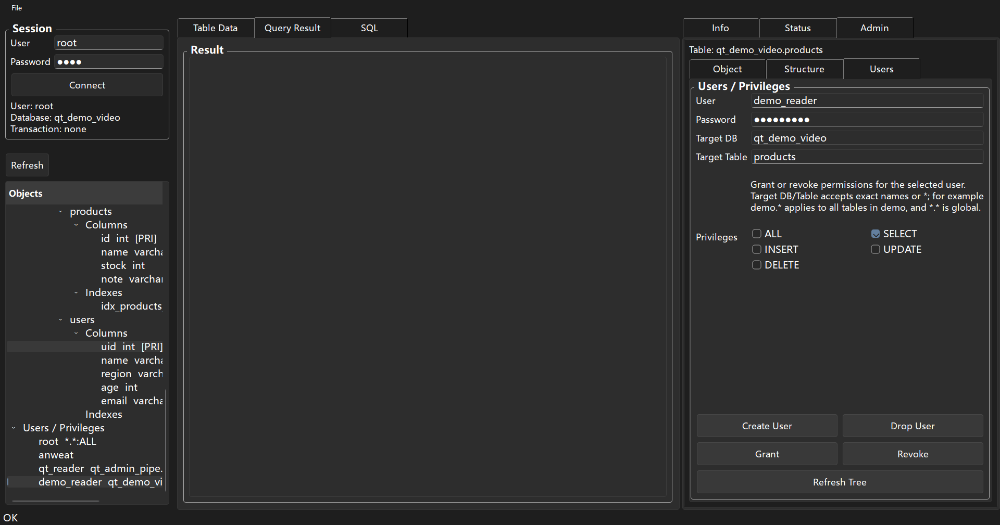 File
Session
User root
Password ●●●●
Connect
User: root
Database: qt_demo_video
Transaction: none
Refresh
Objects
products
Columns
id int [PRI]
name varcha
stock int
note varchar
Indexes
idx_products_
users
Columns
uid int [PRI]
name varcha
region varch
age int
email varcha
Indexes
Users / Privileges
root *.*:ALL
anweat
qt_reader qt_admin_pipe.
demo_reader qt_demo_vi
OK
Table Data Query Result SQL
Result
Info Status Admin
Table: qt_demo_video.products
Object Structure Users
Users / Privileges
User demo_reader
Password ●●●●●●●●●
Target DB qt_demo_video
Target Table products
Grant or revoke permissions for the selected user.
Target DB/Table accepts exact names or *; for example
demo.* applies to all tables in demo, and *.* is global.
Privileges ALL SELECT
INSERT UPDATE
DELETE
Create User Drop User
Grant Revoke
Refresh Tree